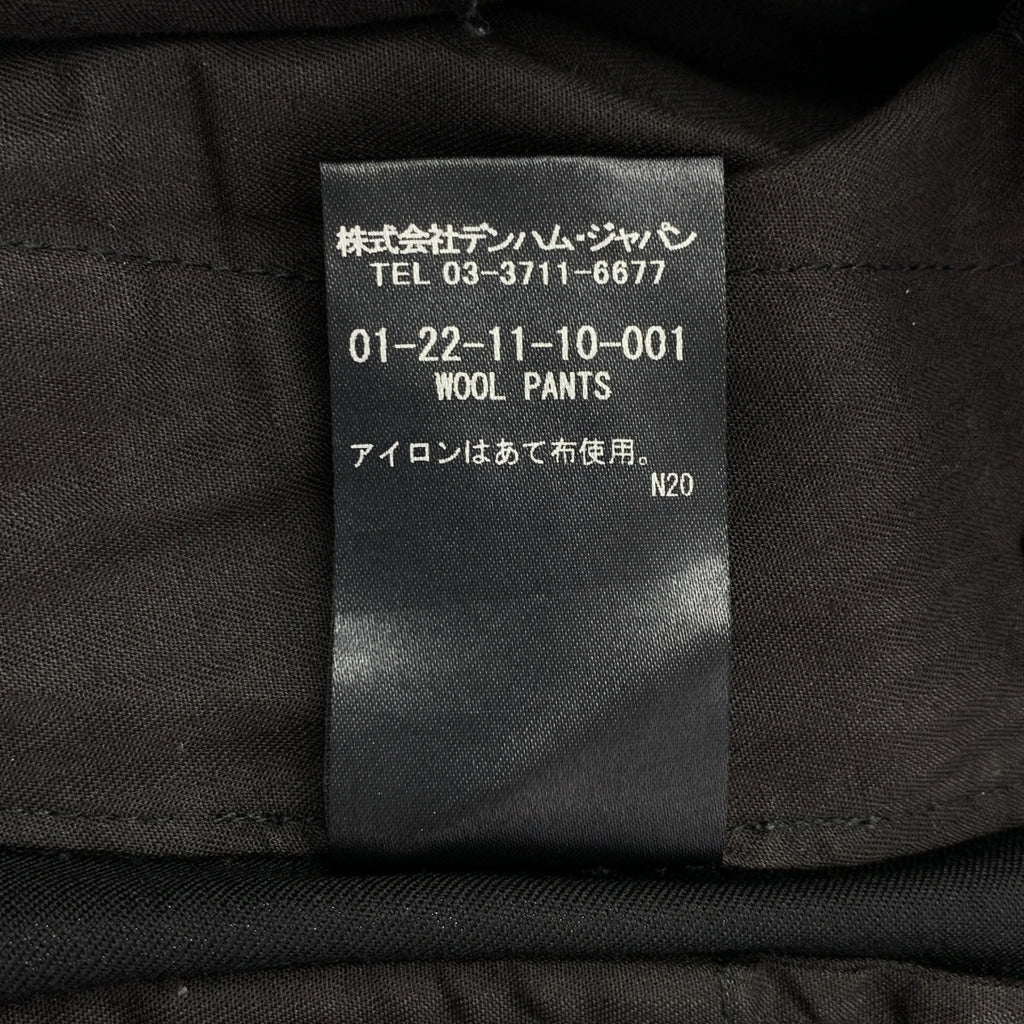 株式会社デンハム・ジャパン
TEL 03-3711-6677
01-22-11-10-001
WOOL PANTS
アイロンはあて布使用。
N20